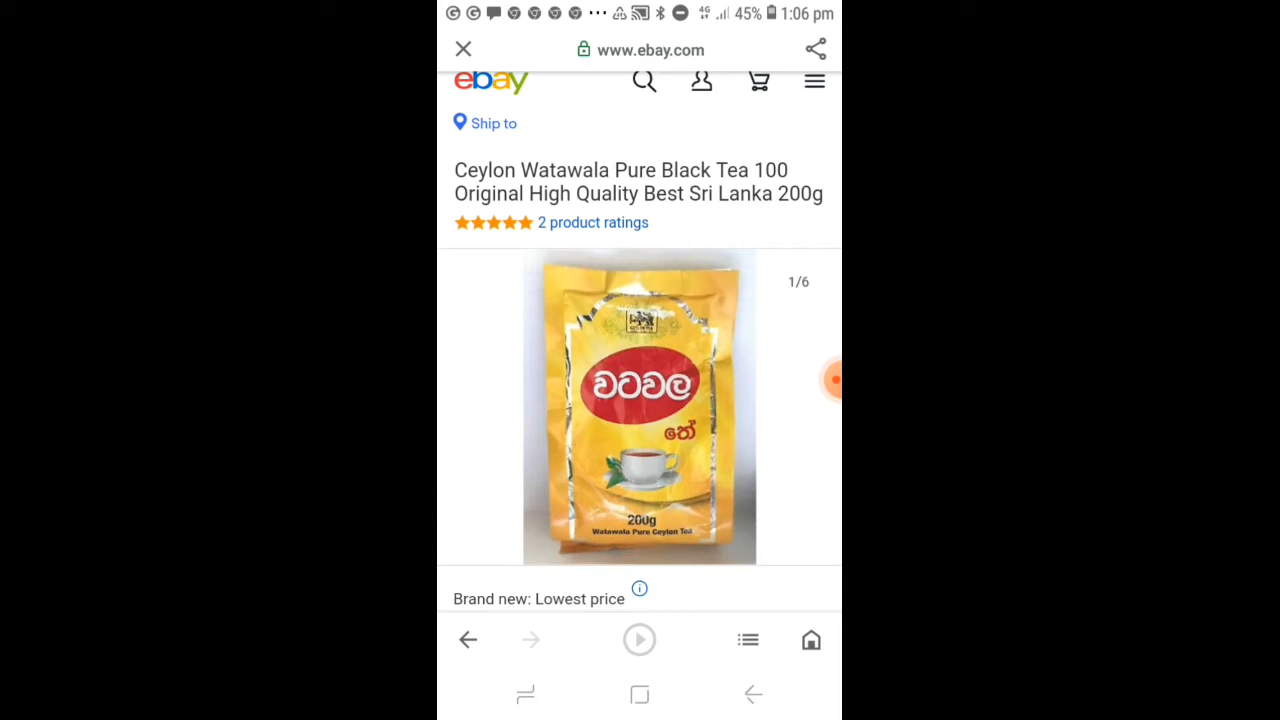 4G 45% 1:06 pm
www.ebay.com
ebay
Ship to
Ceylon Watawala Pure Black Tea 100
Original High Quality Best Sri Lanka 200g
2 product ratings
1/6
වටවල
තේ
200g
Watawala Pure Ceylon Tea
Brand new: Lowest price